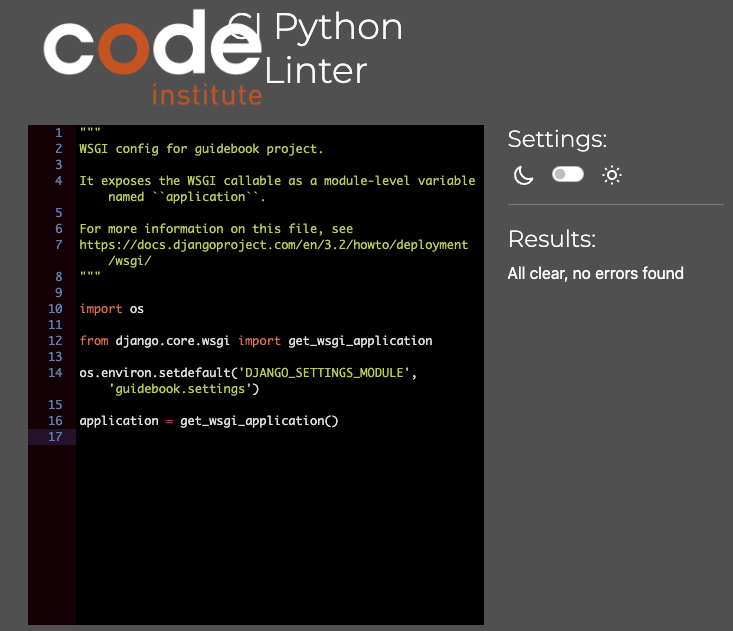 code
institute
CI Python
Linter
1 """
2 WSGI config for guidebook project.
3
4 It exposes the WSGI callable as a module-level variable
named ``application``.
5
6 For more information on this file, see
7 https://docs.djangoproject.com/en/3.2/howto/deployment
/wsgi/
8 """
9
10 import os
11
12 from django.core.wsgi import get_wsgi_application
13
14 os.environ.setdefault('DJANGO_SETTINGS_MODULE',
'guidebook.settings')
15
16 application = get_wsgi_application()
17
Settings:
Results:
All clear, no errors found